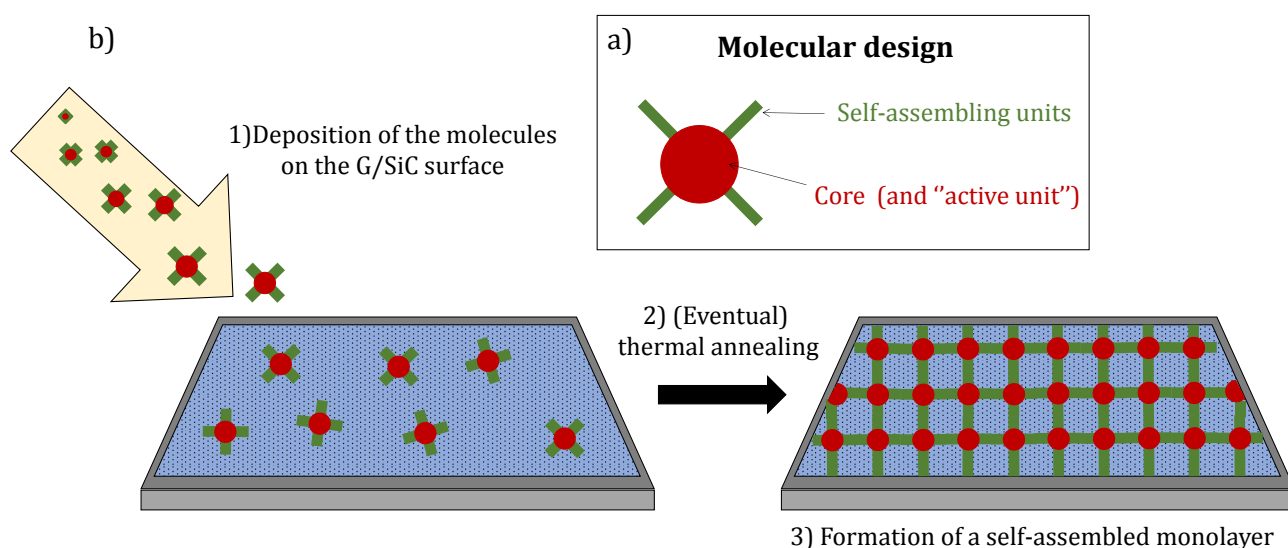 b)
a)
Molecular design
Self-assembling units
Core (and ‘’active unit’’)
1)Deposition of the molecules
on the G/SiC surface
2) (Eventual)
thermal annealing
3) Formation of a self-assembled monolayer